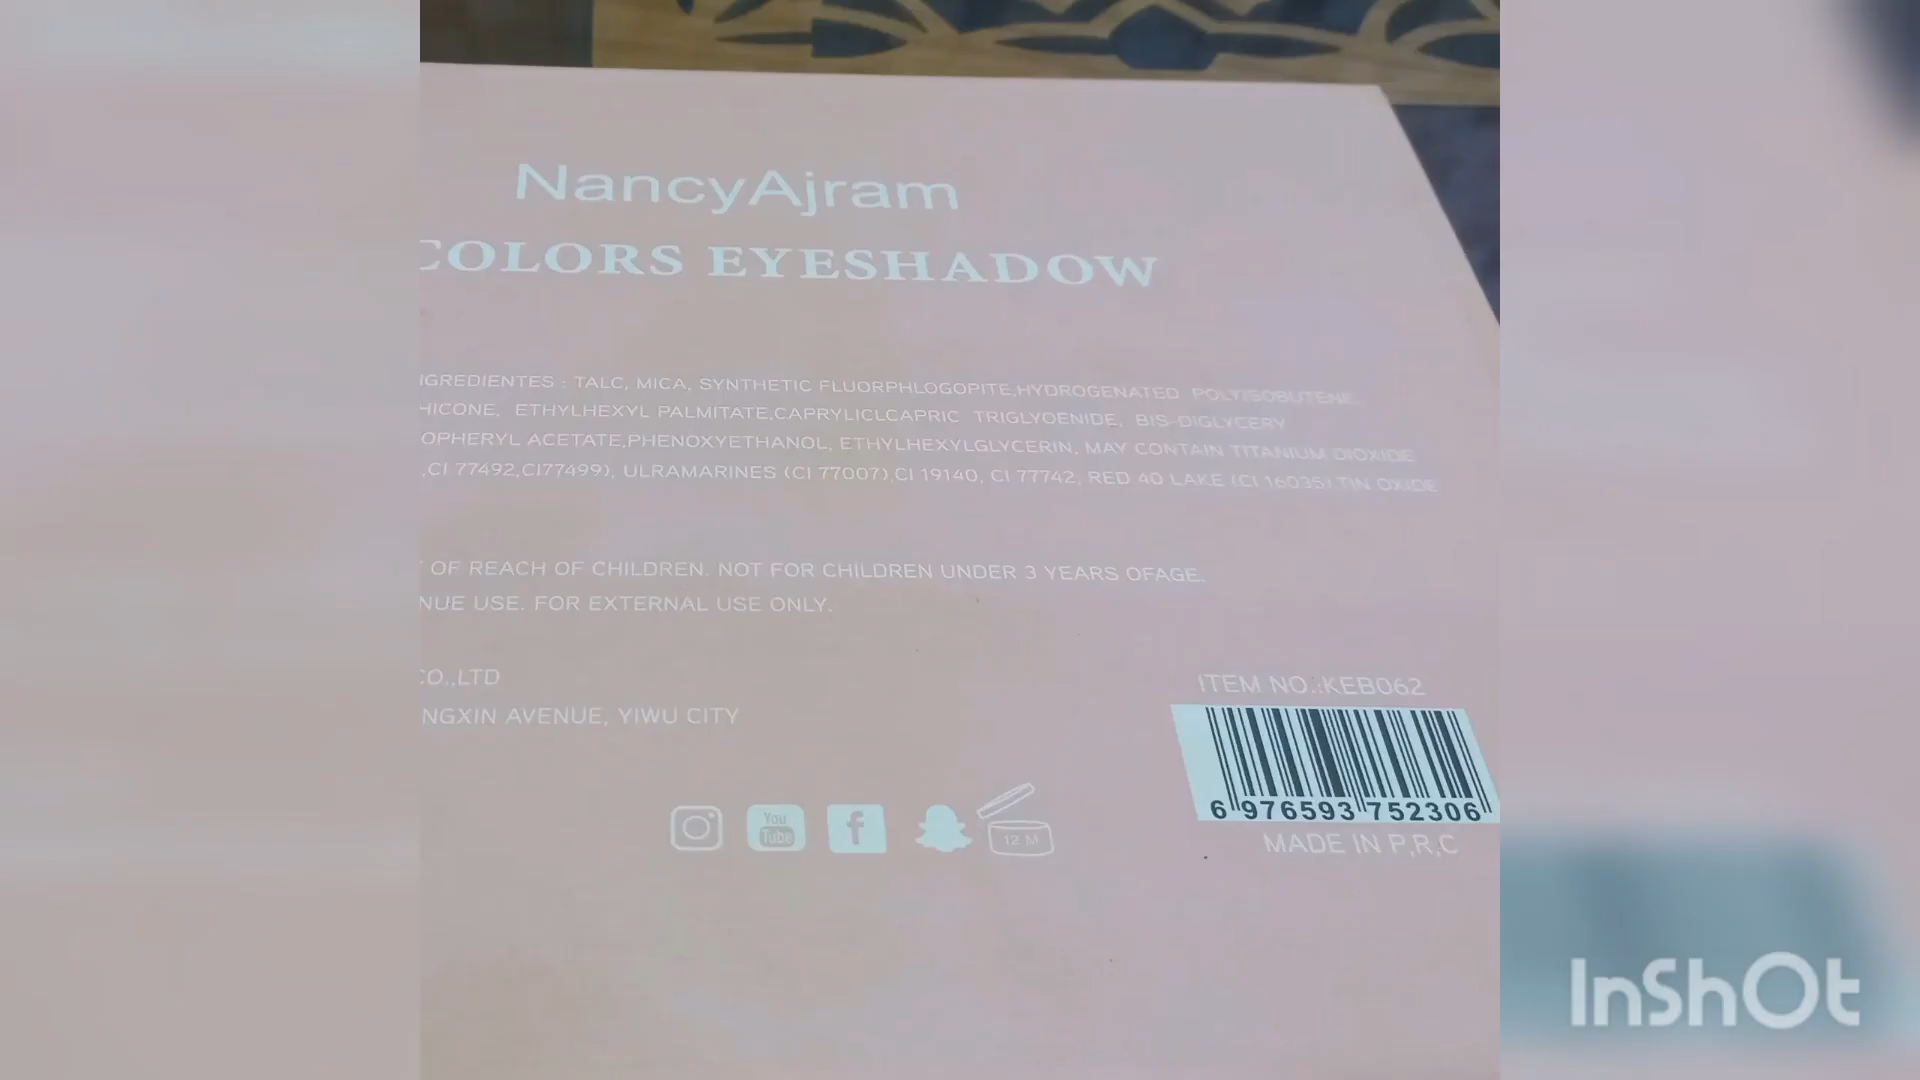 NancyAjram
COLORS EYESHADOW
IGREDIENTES : TALC, MICA, SYNTHETIC FLUORPHLOGOPITE,HYDROGENATED POLYISOBUTENE,
HICONE, ETHYLHEXYL PALMITATE,CAPRYLICLCAPRIC TRIGLYOENIDE, BIS-DIGLYCERY
OPHERYL ACETATE,PHENOXYETHANOL, ETHYLHEXYLGLYCERIN, MAY CONTAIN TITANIUM DIOXIDE
,CI 77492,CI77499), ULRAMARINES (CI 77007),CI 19140, CI 77742, RED 40 LAKE (CI 16035),TIN OXIDE
OF REACH OF CHILDREN. NOT FOR CHILDREN UNDER 3 YEARS OFAGE.
NUE USE. FOR EXTERNAL USE ONLY.
CO.,LTD
NGXIN AVENUE, YIWU CITY
ITEM NO.:KEB062
6 976593 752306
MADE IN P,R,C
You
Tube
f
12 M
InShOt